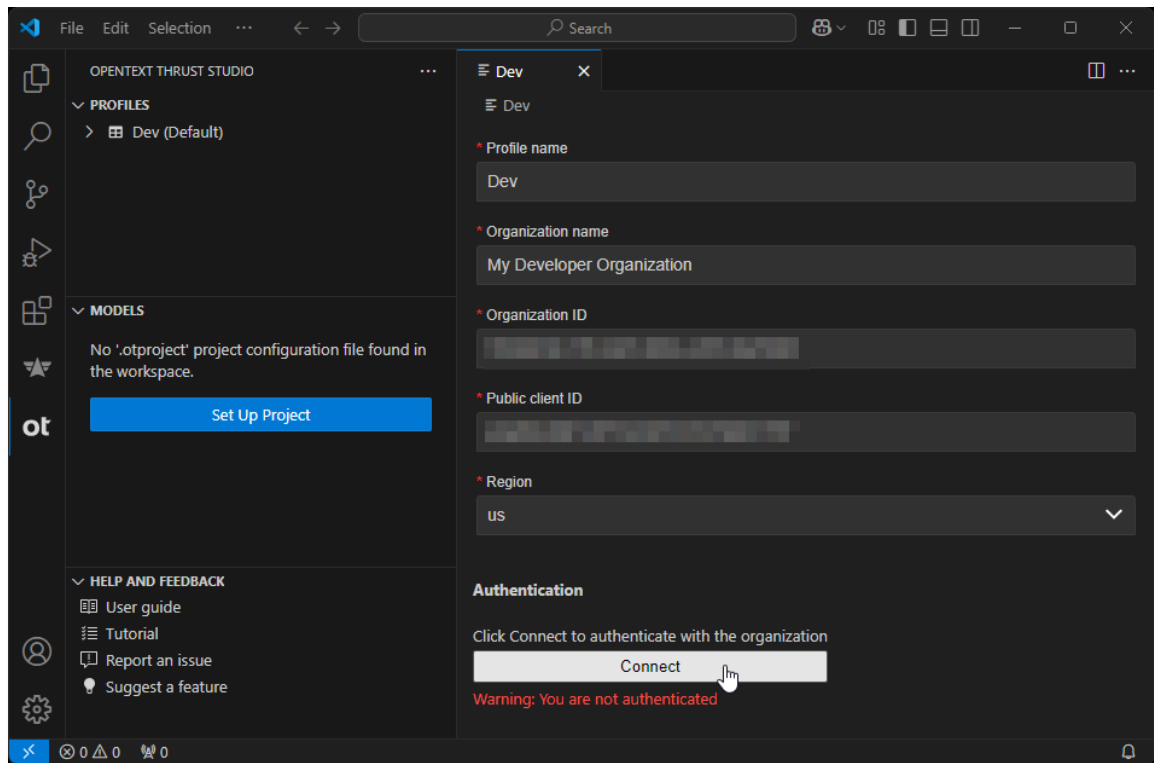 File Edit Selection ··· Search
OPENTEXT THRUST STUDIO ···
PROFILES
Dev (Default)
MODELS
No '.otproject' project configuration file found in
the workspace.
Set Up Project
ot
HELP AND FEEDBACK
User guide
Tutorial
Report an issue
Suggest a feature
Dev
Dev
* Profile name
Dev
* Organization name
My Developer Organization
* Organization ID
* Public client ID
* Region
us
Authentication
Click Connect to authenticate with the organization
Connect
Warning: You are not authenticated
0 0 0